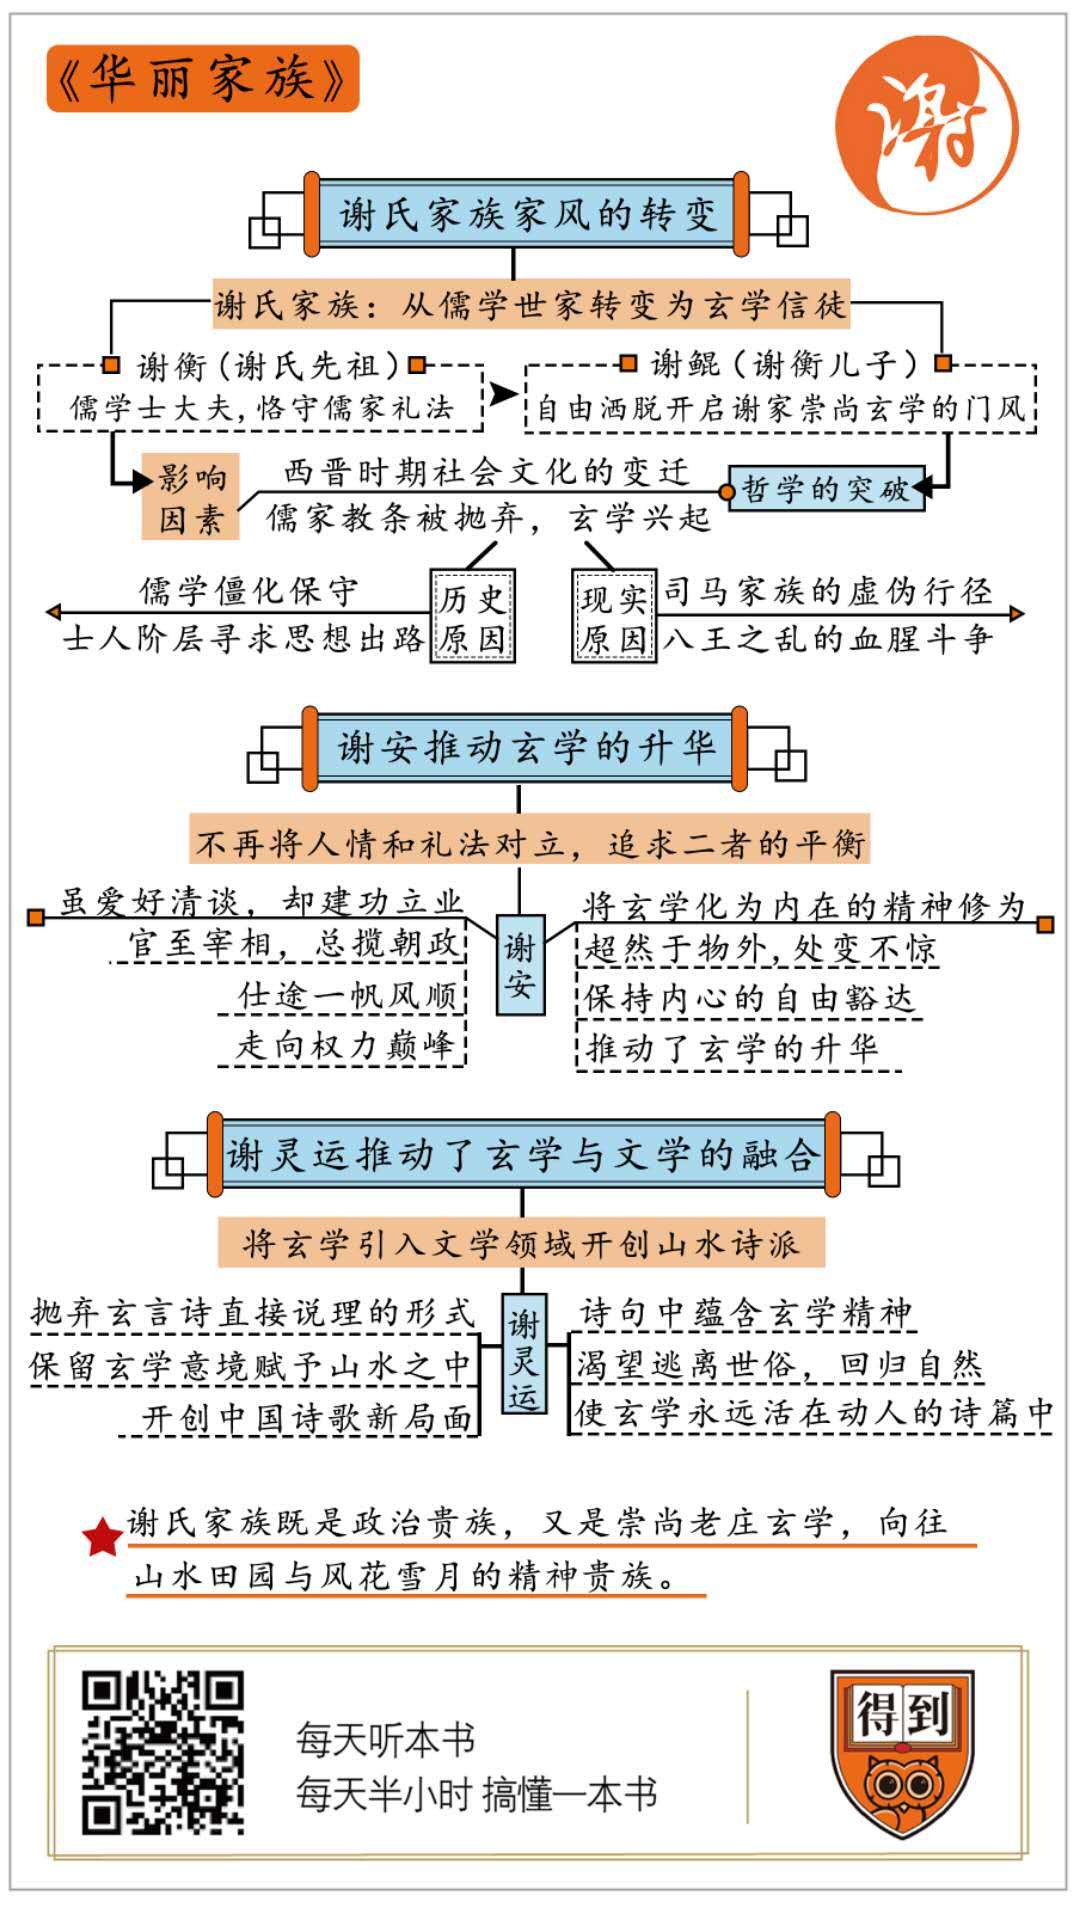 《华丽家族》
谢
谢氏家族家风的转变
谢氏家族：从儒学世家转变为玄学信徒
谢衡（谢氏先祖）
儒学士大夫，恪守儒家礼法
谢鲲（谢衡儿子）
自由洒脱开启谢家崇尚玄学的门风
影响
因素
西晋时期社会文化的变迁
儒家教条被抛弃，玄学兴起
哲学的突破
儒学僵化保守
士人阶层寻求思想出路
历史
原因
现实
原因
司马家族的虚伪行径
八王之乱的血腥斗争
谢安推动玄学的升华
不再将人情和礼法对立，追求二者的平衡
虽爱好清谈，却建功立业
官至宰相，总揽朝政
仕途一帆风顺
走向权力巅峰
谢安
将玄学化为内在的精神修为
超然于物外，处变不惊
保持内心的自由豁达
推动了玄学的升华
谢灵运推动了玄学与文学的融合
将玄学引入文学领域开创山水诗派
抛弃玄言诗直接说理的形式
保留玄学意境赋予山水之中
开创中国诗歌新局面
谢灵运
诗句中蕴含玄学精神
渴望逃离世俗，回归自然
使玄学永远活在动人的诗篇中
谢氏家族既是政治贵族，又是崇尚老庄玄学，向往
山水田园与风花雪月的精神贵族。
每天听本书
每天半小时 搞懂一本书
得到